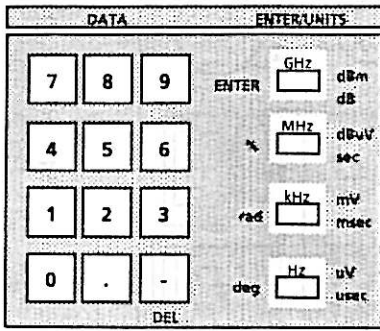 DATA ENTER/UNITS
GHz
7 8 9 ENTER dBm
dB
MHz
4 5 6 % dBuV
sec
kHz
1 2 3 rad mV
msec
Hz
0 . - deg uV
usec
DEL